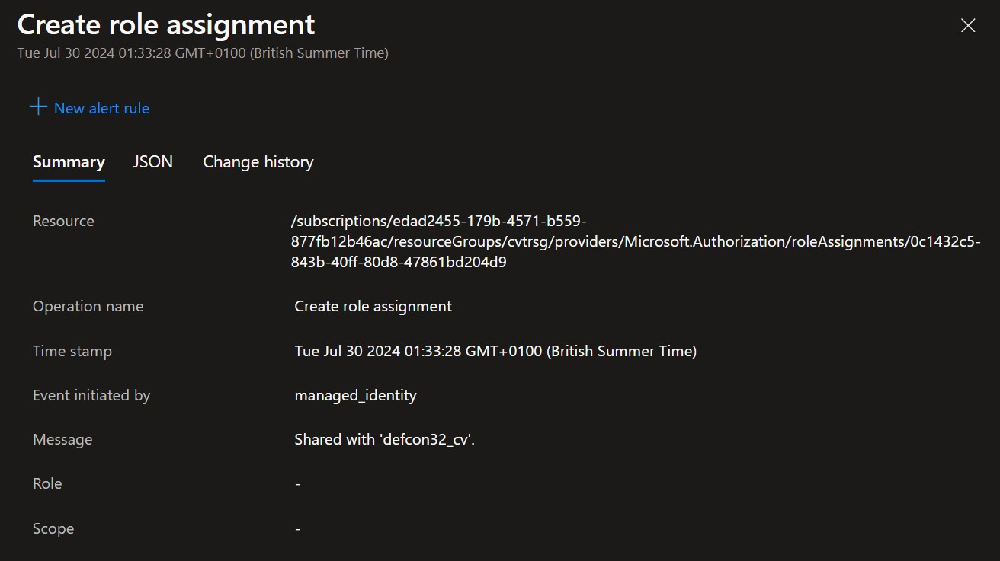 Create role assignment
Tue Jul 30 2024 01:33:28 GMT+0100 (British Summer Time)
New alert rule
Summary JSON Change history
Resource /subscriptions/edad2455-179b-4571-b559-
877fb12b46ac/resourceGroups/cvtrsg/providers/Microsoft.Authorization/roleAssignments/0c1432c5-
843b-40ff-80d8-47861bd204d9
Operation name Create role assignment
Time stamp Tue Jul 30 2024 01:33:28 GMT+0100 (British Summer Time)
Event initiated by managed_identity
Message Shared with 'defcon32_cv'.
Role -
Scope -